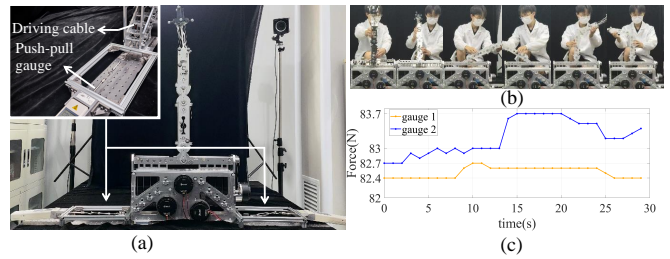 Driving cable
Push-pull
gauge
(a)
(b)
gauge 1
gauge 2
Force(N)
83.7
83
82.7
82.4
82
0 5 10 15 20 25 30
time(s)
(c)